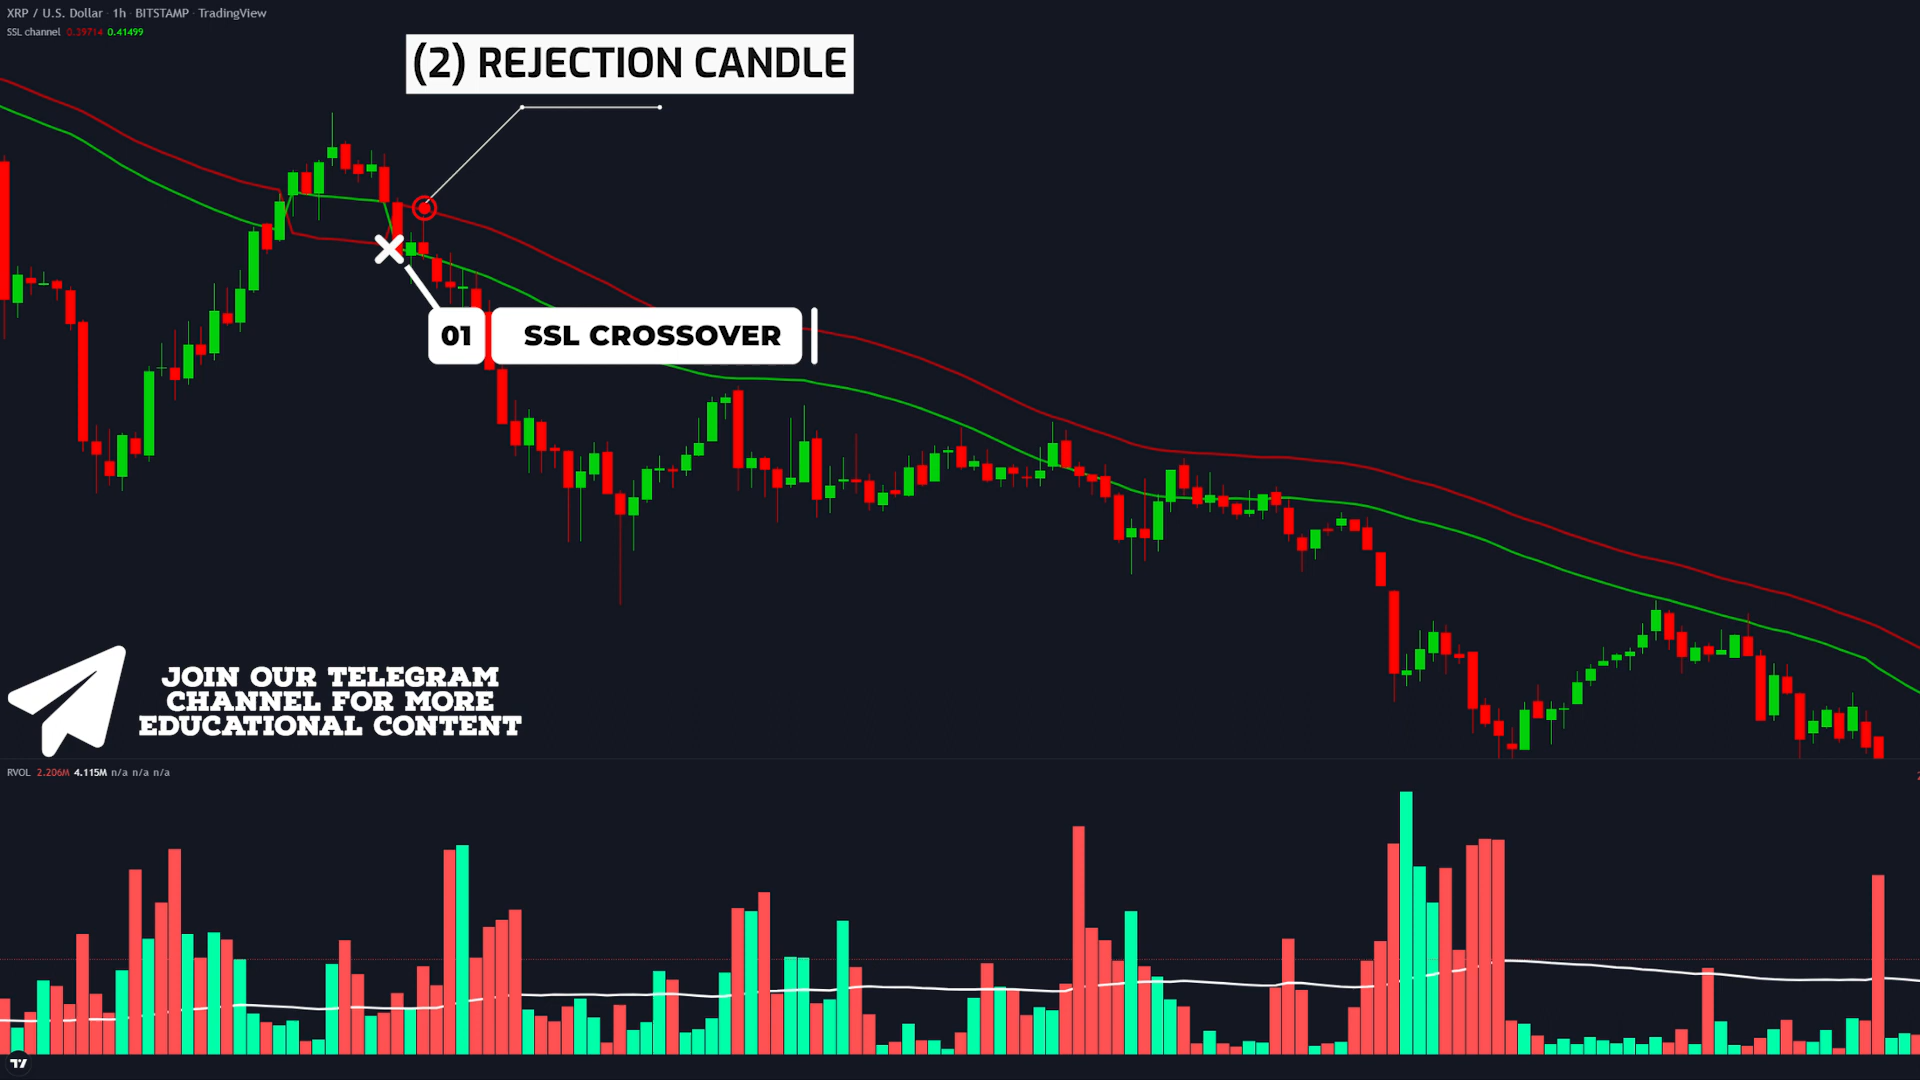 XRP / U.S. Dollar · 1h · BITSTAMP · TradingView
SSL channel 0.39714 0.41499
(2) REJECTION CANDLE
01 SSL CROSSOVER
JOIN OUR TELEGRAM
CHANNEL FOR MORE
EDUCATIONAL CONTENT
RVOL 2.206M 4.115M n/a n/a n/a